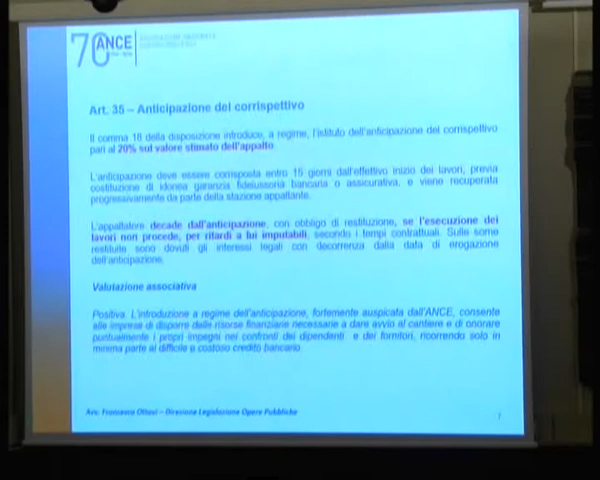 70 ANCE
Art. 35 – Anticipazione del corrispettivo
Il comma 18 della disposizione introduce, a regime, l'istituto dell'anticipazione del corrispettivo
pari al 20% sul valore stimato dell'appalto.
L'anticipazione deve essere corrisposta entro 15 giorni dall'effettivo inizio dei lavori, previa
costituzione di idonea garanzia fideiussoria bancaria o assicurativa, e viene recuperata
progressivamente da parte della stazione appaltante.
L'appaltatore decade dall'anticipazione, con obbligo di restituzione, se l'esecuzione dei
lavori non procede, per ritardi a lui imputabili, secondo i tempi contrattuali. Sulle some
restituite sono dovuti gli interessi legali con decorrenza dalla data di erogazione
dell'anticipazione.
Valutazione associativa
Positiva. L'introduzione a regime dell'anticipazione, fortemente auspicata dall'ANCE, consente
alle imprese di disporre delle risorse finanziarie necessarie a dare avvio al cantiere e di onorare
puntualmente i propri impegni nei confronti dei dipendenti e dei fornitori, ricorrendo solo in
minima parte al difficile e costoso credito bancario.
Avv. Francesca Ottavi – Direzione Legislazione Opere Pubbliche
7